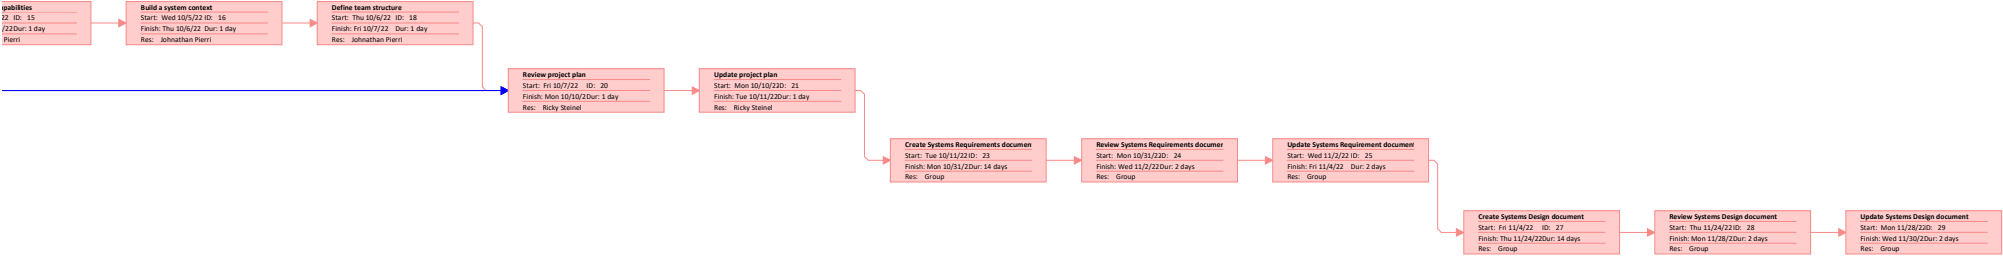 apabilities
22 ID: 15
/22Dur: 1 day
Pierri
Build a system context
Start: Wed 10/5/22 ID: 16
Finish: Thu 10/6/22 Dur: 1 day
Res: Johnathan Pierri
Define team structure
Start: Thu 10/6/22 ID: 18
Finish: Fri 10/7/22 Dur: 1 day
Res: Johnathan Pierri
Review project plan
Start: Fri 10/7/22 ID: 20
Finish: Mon 10/10/2Dur: 1 day
Res: Ricky Steinel
Update project plan
Start: Mon 10/10/22D: 21
Finish: Tue 10/11/22Dur: 1 day
Res: Ricky Steinel
Create Systems Requirements documen
Start: Tue 10/11/22ID: 23
Finish: Mon 10/31/2Dur: 14 days
Res: Group
Review Systems Requirements documer
Start: Mon 10/31/22D: 24
Finish: Wed 11/2/22Dur: 2 days
Res: Group
Update Systems Requirement document
Start: Wed 11/2/22 ID: 25
Finish: Fri 11/4/22 Dur: 2 days
Res: Group
Create Systems Design document
Start: Fri 11/4/22 ID: 27
Finish: Thu 11/24/22Dur: 14 days
Res: Group
Review Systems Design document
Start: Thu 11/24/22ID: 28
Finish: Mon 11/28/2Dur: 2 days
Res: Group
Update Systems Design document
Start: Mon 11/28/22D: 29
Finish: Wed 11/30/2Dur: 2 days
Res: Group